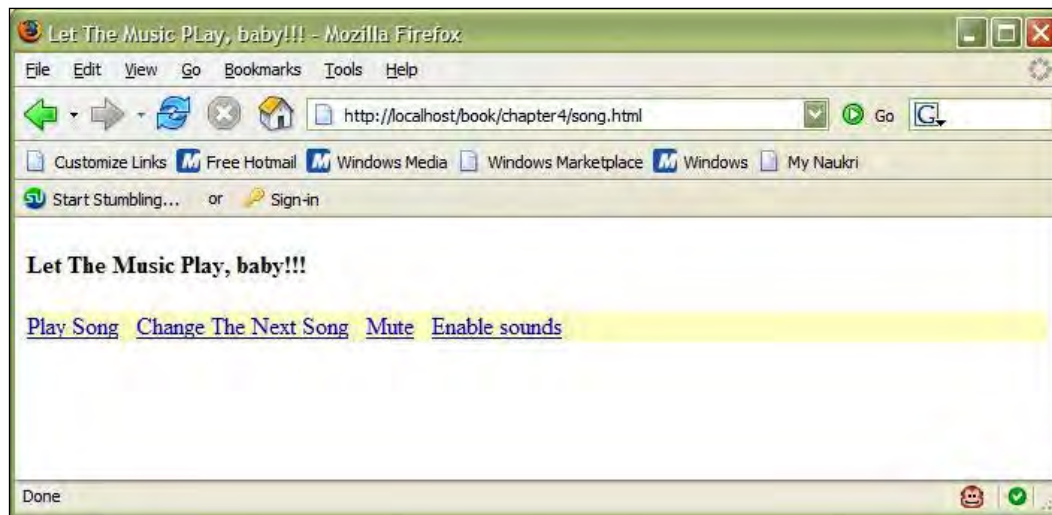 Let The Music PLay, baby!!! - Mozilla Firefox
File Edit View Go Bookmarks Tools Help
http://localhost/book/chapter4/song.html Go G
Customize Links Free Hotmail Windows Media Windows Marketplace Windows My Naukri
Start Stumbling... or Sign-in
Let The Music Play, baby!!!
Play Song Change The Next Song Mute Enable sounds
Done